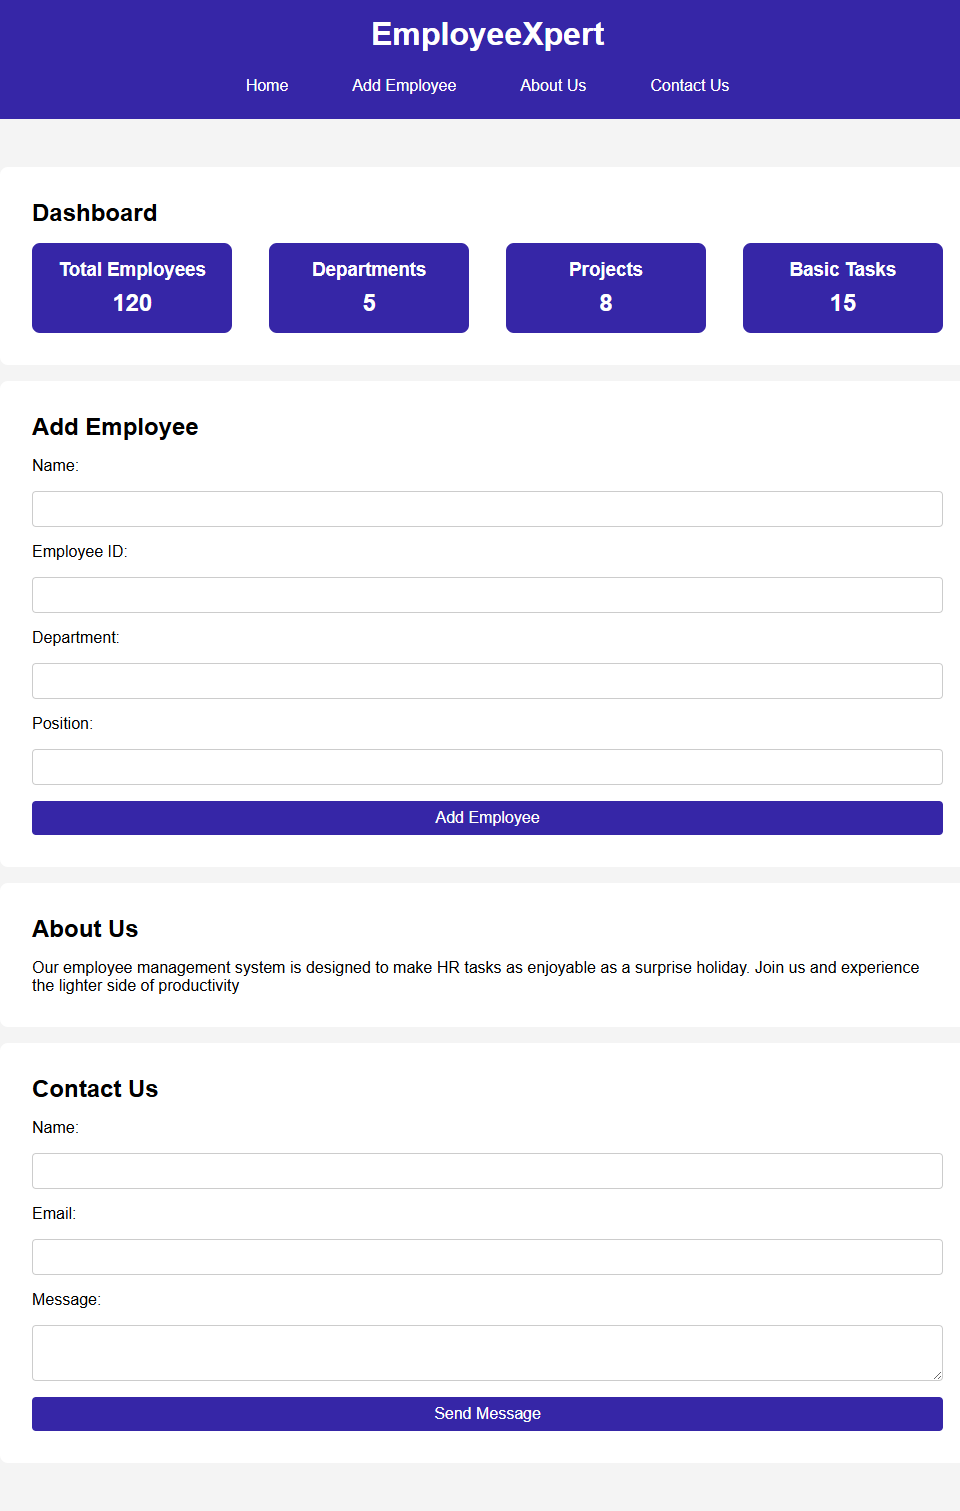 EmployeeXpert
Home Add Employee About Us Contact Us
Dashboard
Total Employees Departments Projects Basic Tasks
120 5 8 15
Add Employee
Name:
Employee ID:
Department:
Position:
Add Employee
About Us
Our employee management system is designed to make HR tasks as enjoyable as a surprise holiday. Join us and experience
the lighter side of productivity
Contact Us
Name:
Email:
Message:
Send Message